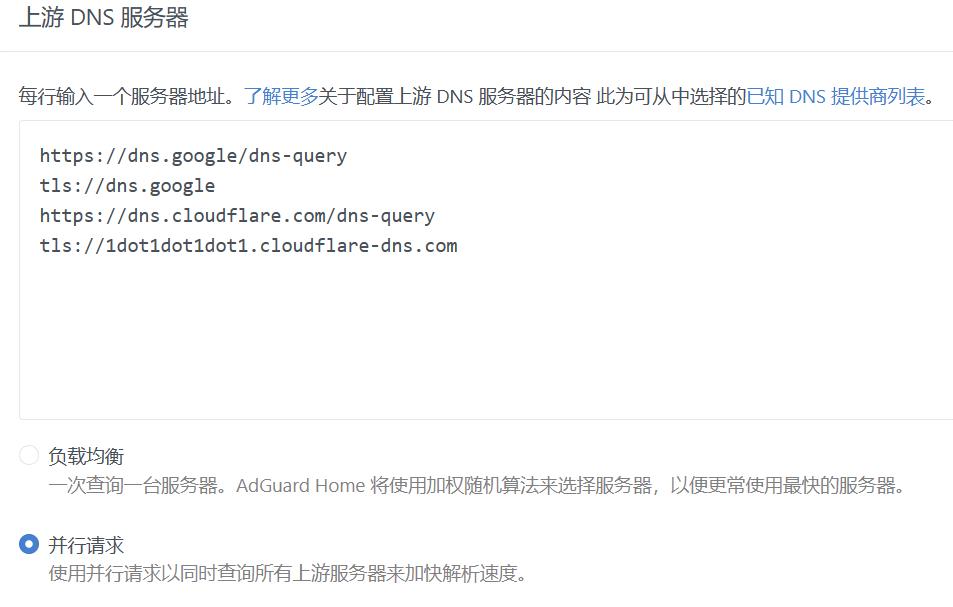 上游 DNS 服务器
每行输入一个服务器地址。了解更多关于配置上游 DNS 服务器的内容 此为可从中选择的已知 DNS 提供商列表。
https://dns.google/dns-query
tls://dns.google
https://dns.cloudflare.com/dns-query
tls://1dot1dot1dot1.cloudflare-dns.com
负载均衡
一次查询一台服务器。AdGuard Home 将使用加权随机算法来选择服务器，以便更常使用最快的服务器。
并行请求
使用并行请求以同时查询所有上游服务器来加快解析速度。